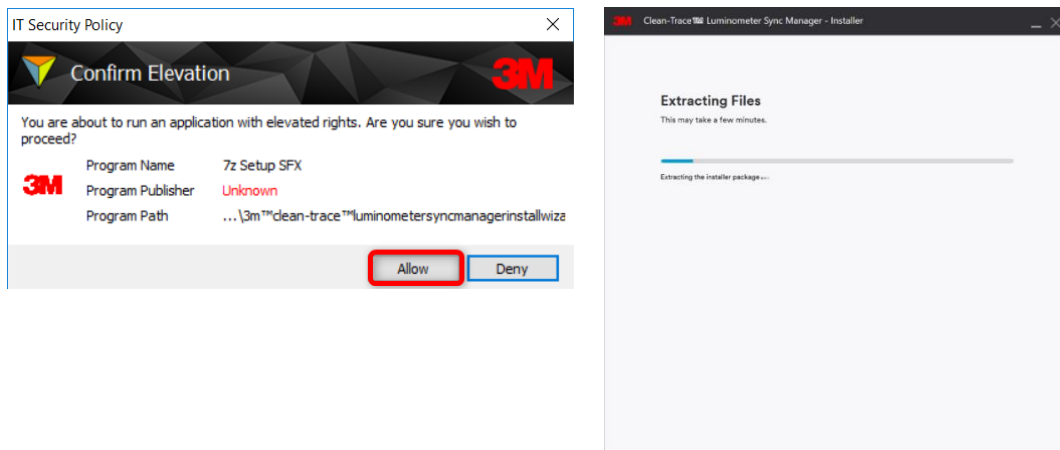 IT Security Policy
Confirm Elevation
3M
You are about to run an application with elevated rights. Are you sure you wish to
proceed?
3M
Program Name 7z Setup SFX
Program Publisher Unknown
Program Path ...\3m™clean-trace™luminometersyncmanagerinstallwiza
Allow Deny
3M Clean-Trace™ Luminometer Sync Manager - Installer
Extracting Files
This may take a few minutes.
Extracting the installer package....